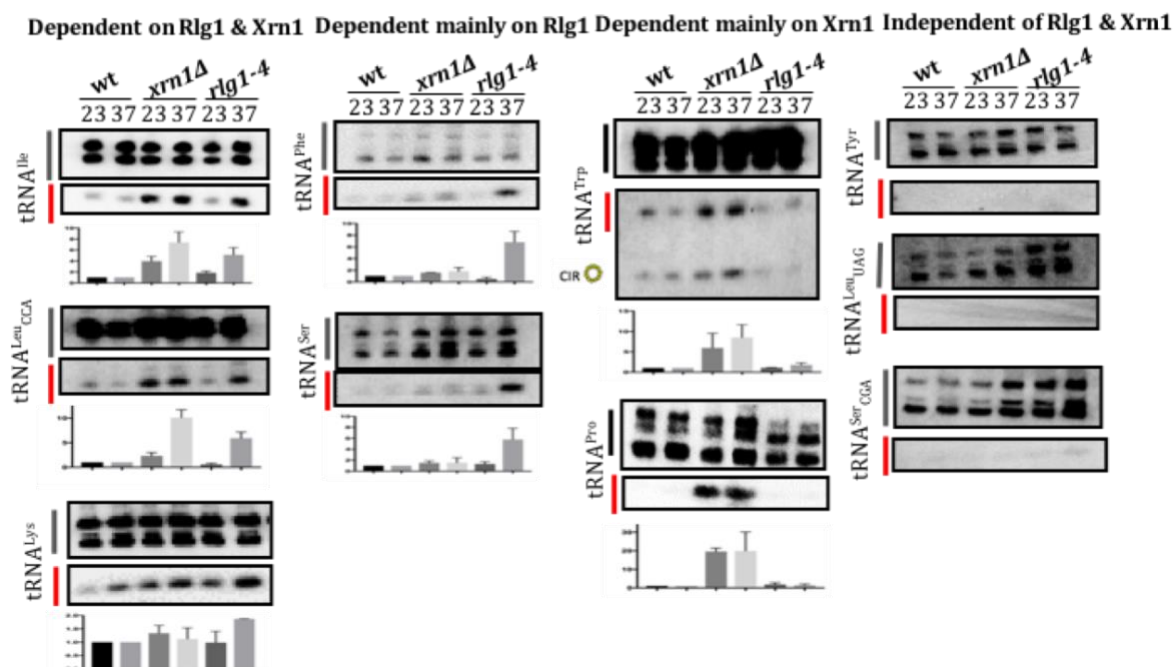 Dependent on Rlg1 & Xrn1
wt xrn1Δ rlg1-4
23 37 23 37 23 37
tRNAIle
tRNALeuCCA
tRNALys
Dependent mainly on Rlg1
wt xrn1Δ rlg1-4
23 37 23 37 23 37
tRNAPhe
tRNASer
Dependent mainly on Xrn1
wt xrn1Δ rlg1-4
23 37 23 37 23 37
tRNATrp
CIR
tRNAPro
Independent of Rlg1 & Xrn1
wt xrn1Δ rlg1-4
23 37 23 37 23 37
tRNATyr
tRNALeuUAG
tRNASerCGA